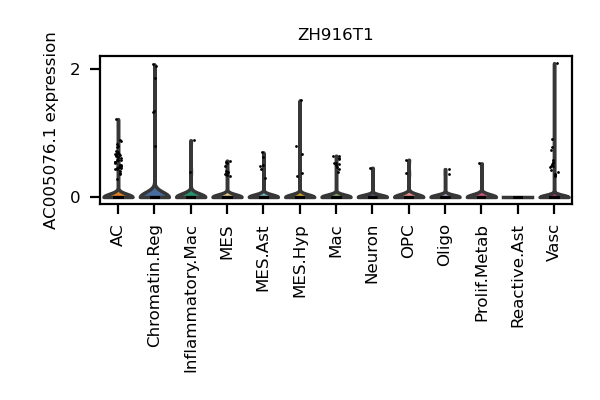 ZH916T1
AC005076.1 expression
2
0
AC
Chromatin.Reg
Inflammatory.Mac
MES
MES.Ast
MES.Hyp
Mac
Neuron
OPC
Oligo
Prolif.Metab
Reactive.Ast
Vasc